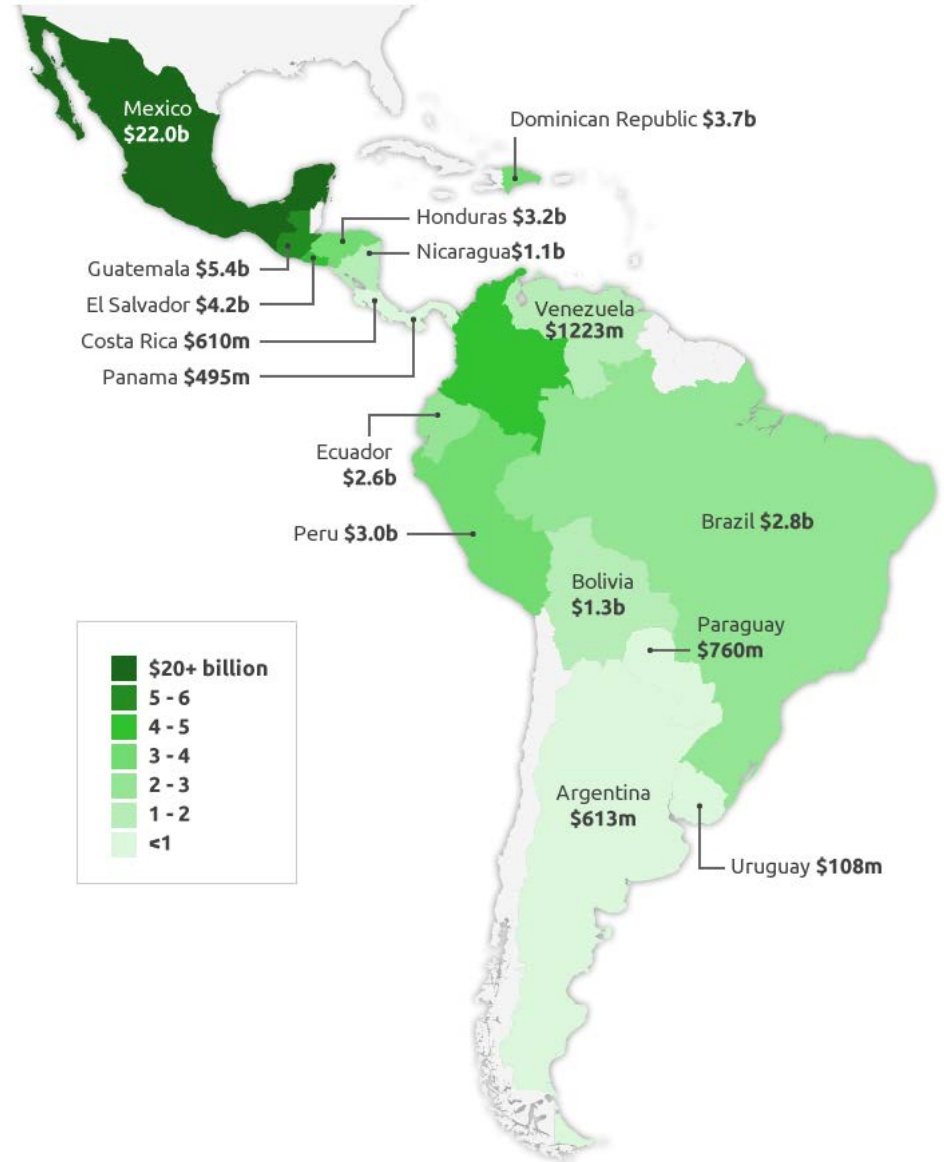 Mexico
$22.0b
Dominican Republic $3.7b
Honduras $3.2b
Nicaragua$1.1b
Guatemala $5.4b
El Salvador $4.2b
Costa Rica $610m
Panama $495m
Venezuela
$1223m
Ecuador
$2.6b
Peru $3.0b
Brazil $2.8b
Bolivia
$1.3b
Paraguay
$760m
$20+ billion
5 - 6
4 - 5
3 - 4
2 - 3
1 - 2
<1
Argentina
$613m
Uruguay $108m